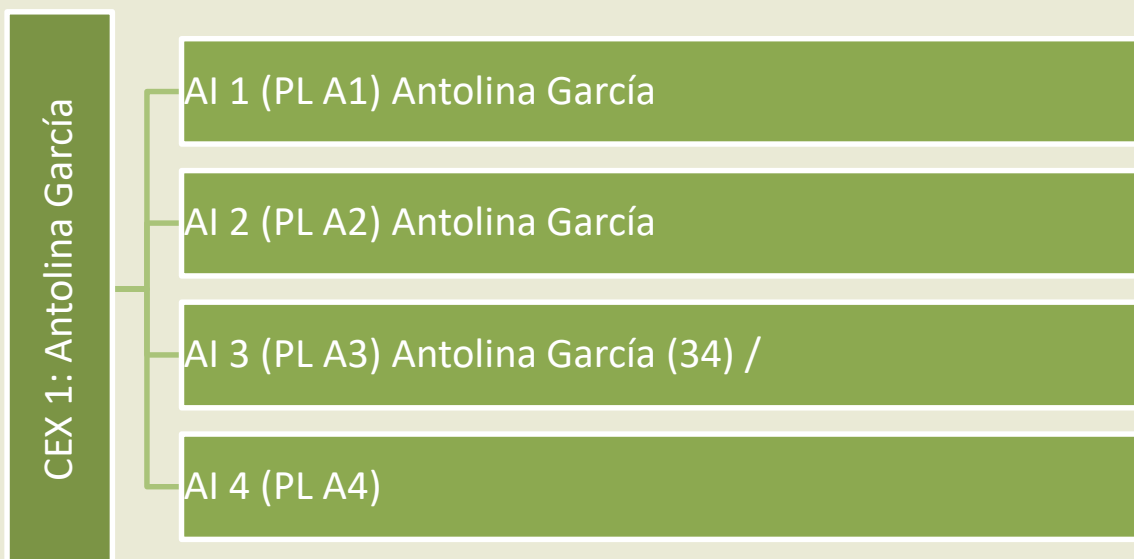 CEX 1: Antolina García
AI 1 (PL A1) Antolina García
AI 2 (PL A2) Antolina García
AI 3 (PL A3) Antolina García (34) /
AI 4 (PL A4)